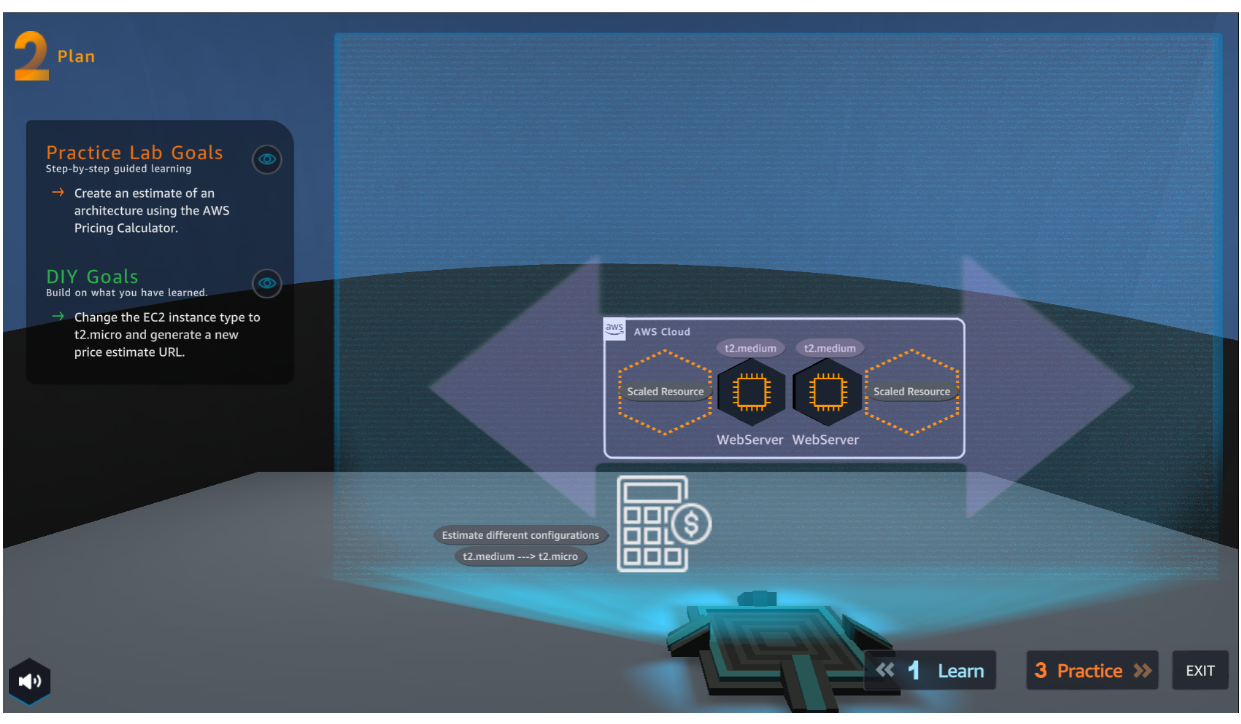 2 Plan
Practice Lab Goals
Step-by-step guided learning
→ Create an estimate of an
architecture using the AWS
Pricing Calculator.
DIY Goals
Build on what you have learned.
→ Change the EC2 instance type to
t2.micro and generate a new
price estimate URL.
aws AWS Cloud
t2.medium t2.medium
Scaled Resource Scaled Resource
WebServer WebServer
$
Estimate different configurations
t2.medium ---> t2.micro
1 Learn
3 Practice
EXIT